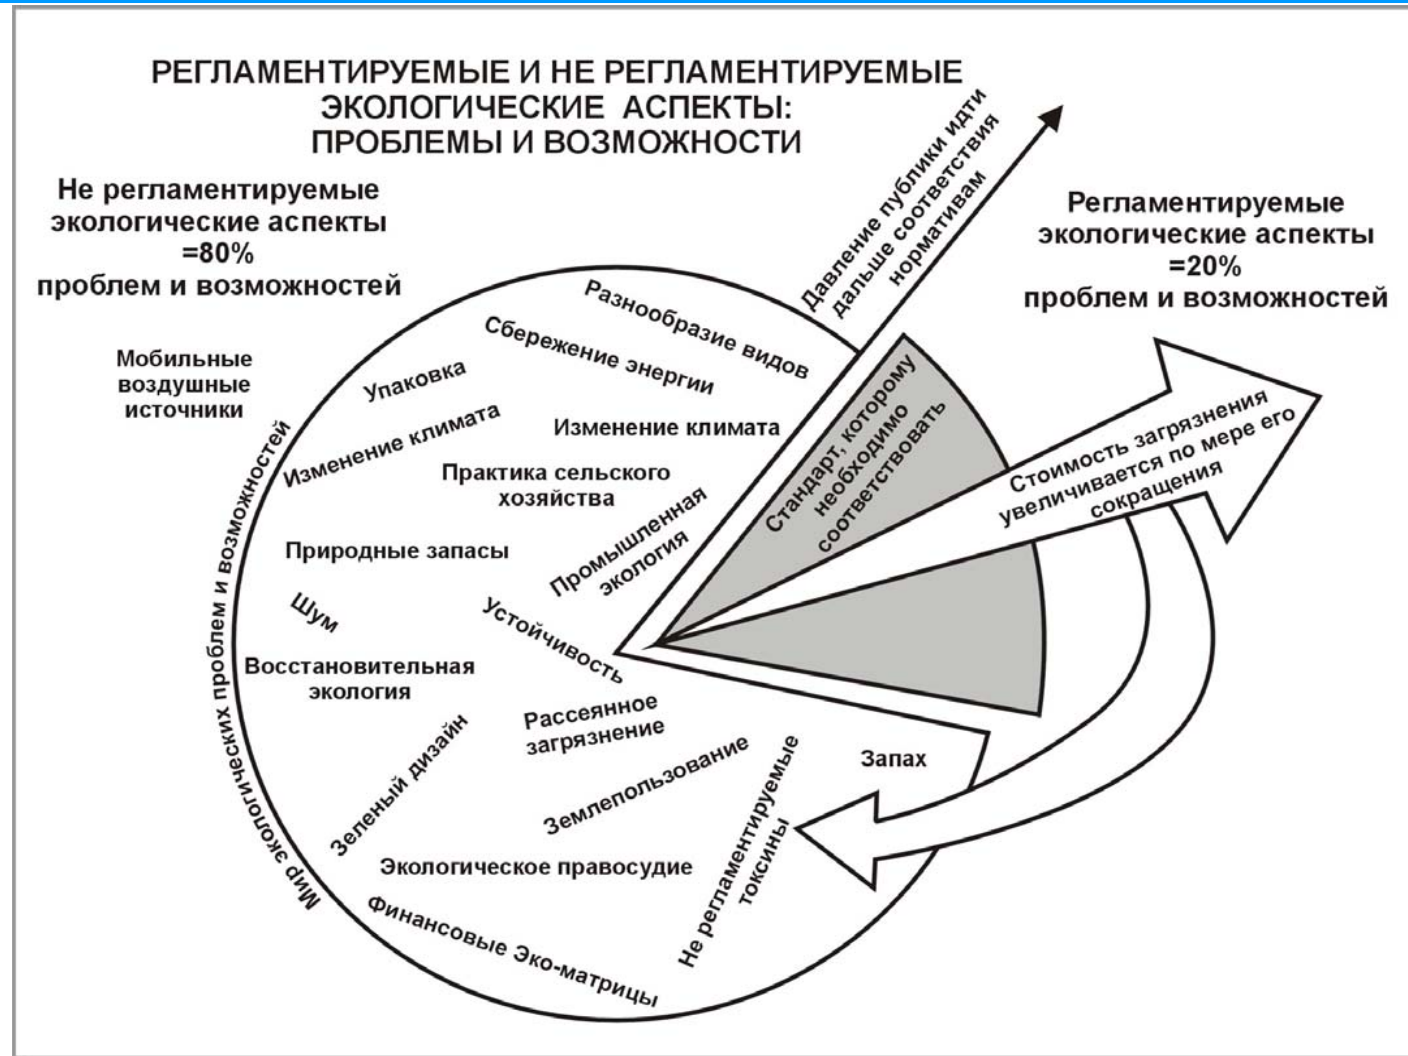 РЕГЛАМЕНТИРУЕМЫЕ И НЕ РЕГЛАМЕНТИРУЕМЫЕ
ЭКОЛОГИЧЕСКИЕ АСПЕКТЫ:
ПРОБЛЕМЫ И ВОЗМОЖНОСТИ
Не регламентируемые
экологические аспекты
=80%
проблем и возможностей
Давление публики идти
дальше соответствия
нормативам
Регламентируемые
экологические аспекты
=20%
проблем и возможностей
Мобильные
воздушные
источники
Мир экологических проблем и возможностей
Разнообразие видов
Сбережение энергии
Упаковка
Изменение климата
Изменение климата
Практика сельского
хозяйства
Промышленная
экология
Природные запасы
Шум
Устойчивость
Восстановительная
экология
Рассеянное
загрязнение
Зеленый дизайн
Землепользование
Экологическое правосудие
Финансовые Эко-матрицы
Не регламентируемые
токсины
Запах
Стандарт, которому
необходимо
соответствовать
Стоимость загрязнения
увеличивается по мере его
сокращения